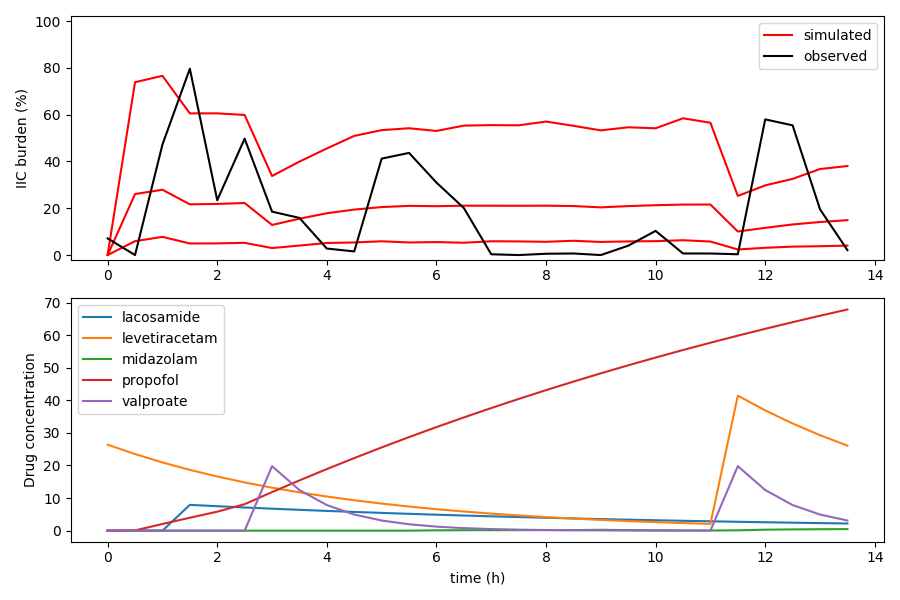 100
80
60
40
20
0
IIC burden (%)
simulated
observed
0 2 4 6 8 10 12 14
70
60
50
40
30
20
10
0
Drug concentration
lacosamide
levetiracetam
midazolam
propofol
valproate
0 2 4 6 8 10 12 14
time (h)